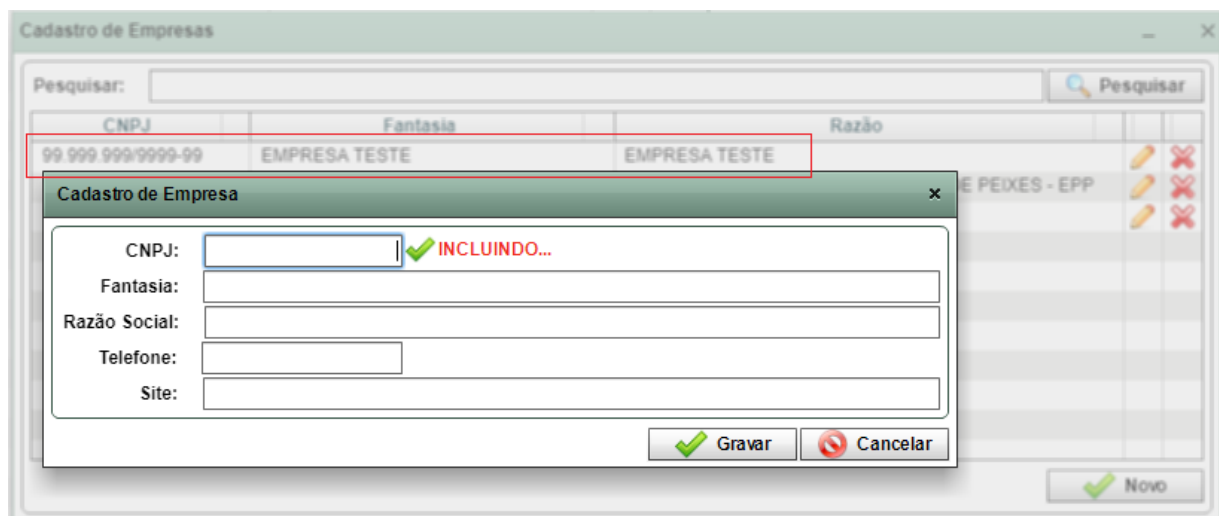 Cadastro de Empresas
Pesquisar:
Pesquisar
CNPJ Fantasia Razão
99.999.999/9999-99 EMPRESA TESTE EMPRESA TESTE
E PEIXES - EPP
Cadastro de Empresa
CNPJ: INCLUINDO...
Fantasia:
Razão Social:
Telefone:
Site:
Gravar Cancelar
Novo